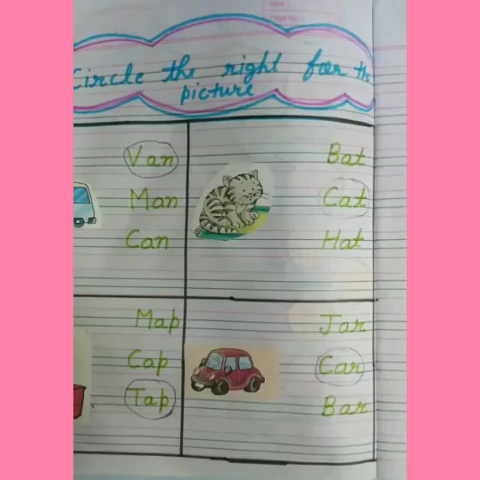 Circle the right for the
picture
Van
Man
Can
Bat
Cat
Hat
Map
Cap
Tap
Jar
Car
Bar